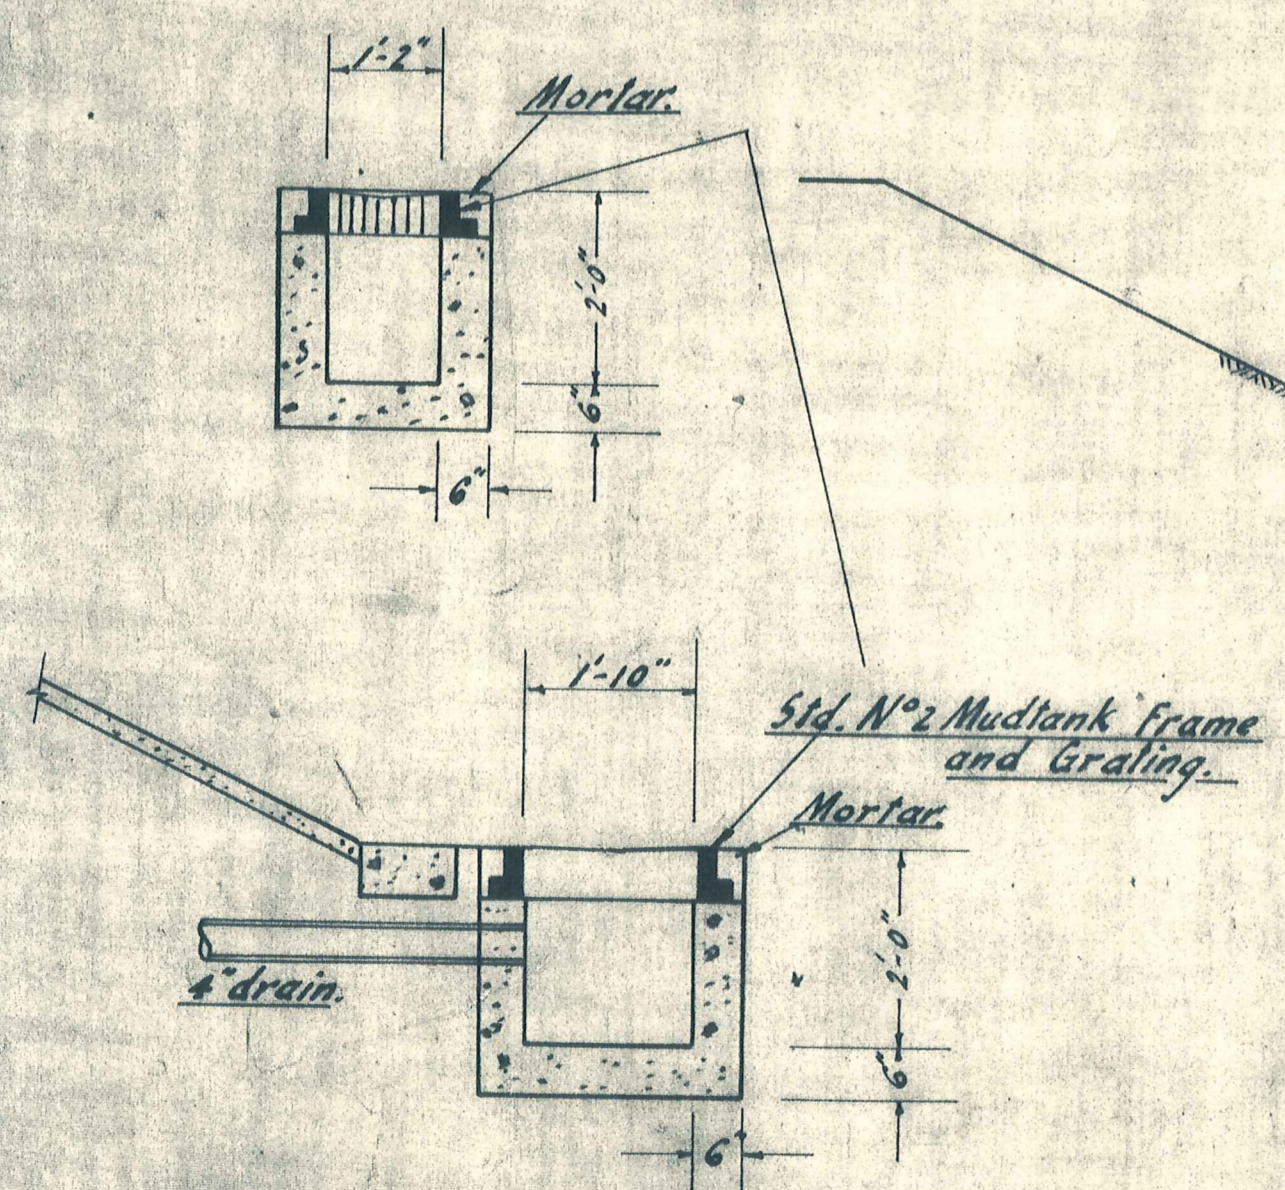 1'-2"
Mortar.
2'-0"
6"
6"
1'-10"
Std. Nº 2 Mudtank Frame
and Grating.
Mortar.
4" drain.
2'-0"
6"
6"